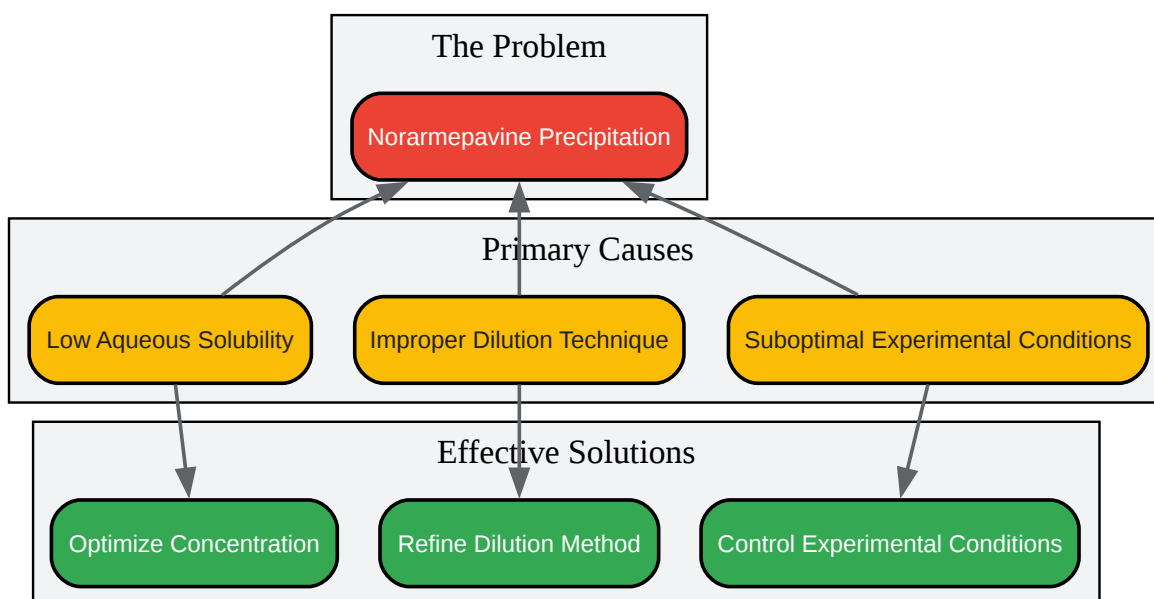 The Problem
Norarmepavine Precipitation
Primary Causes
Low Aqueous Solubility
Improper Dilution Technique
Suboptimal Experimental Conditions
Effective Solutions
Optimize Concentration
Refine Dilution Method
Control Experimental Conditions